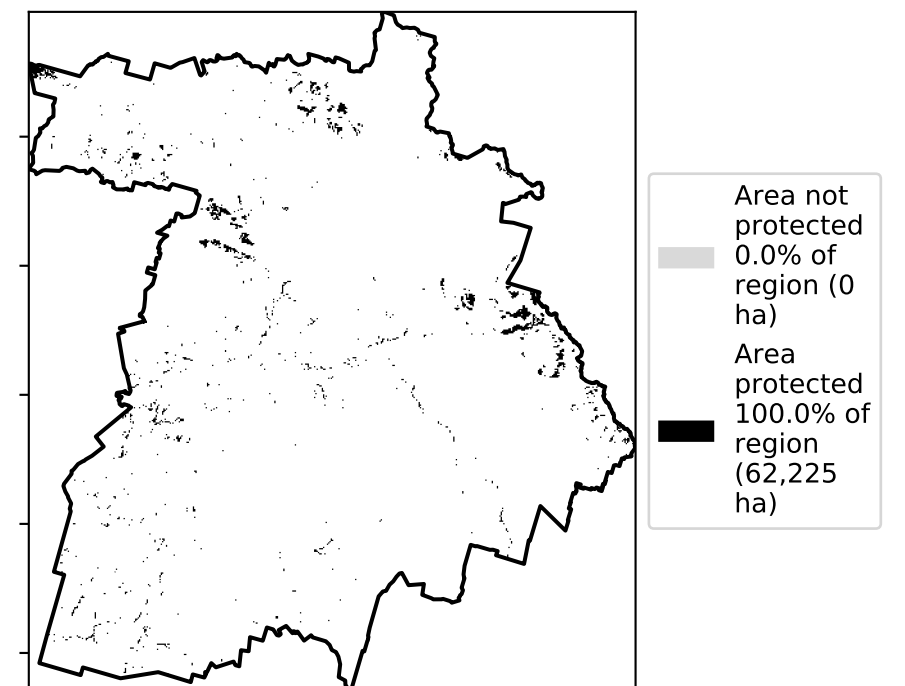 Area not
protected
0.0% of
region (0
ha)
Area
protected
100.0% of
region
(62,225
ha)